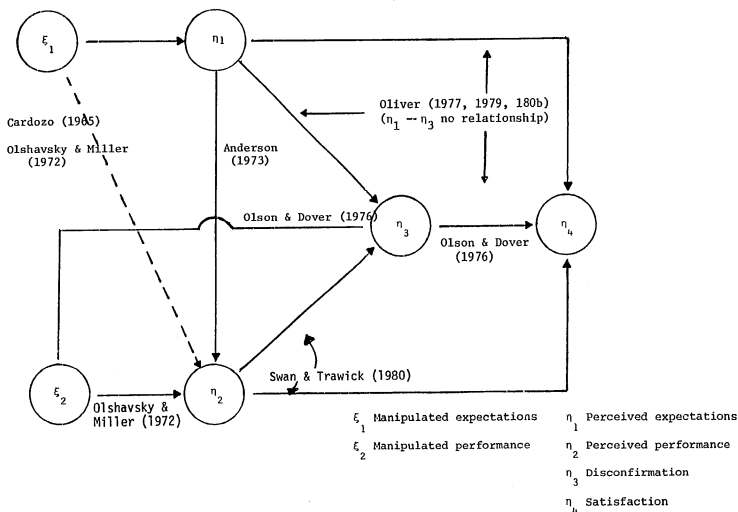 ξ1
η1
Oliver (1977, 1979, 180b)
(η1 -- η3 no relationship)
Cardozo (1965)
Olshavsky & Miller
(1972)
Anderson
(1973)
Olson & Dover (1976)
η3
η4
Olson & Dover
(1976)
Swan & Trawick (1980)
ξ2
η2
Olshavsky &
Miller (1972)
ξ1 Manipulated expectations
ξ2 Manipulated performance
η1 Perceived expectations
η2 Perceived performance
η3 Disconfirmation
η4 Satisfaction